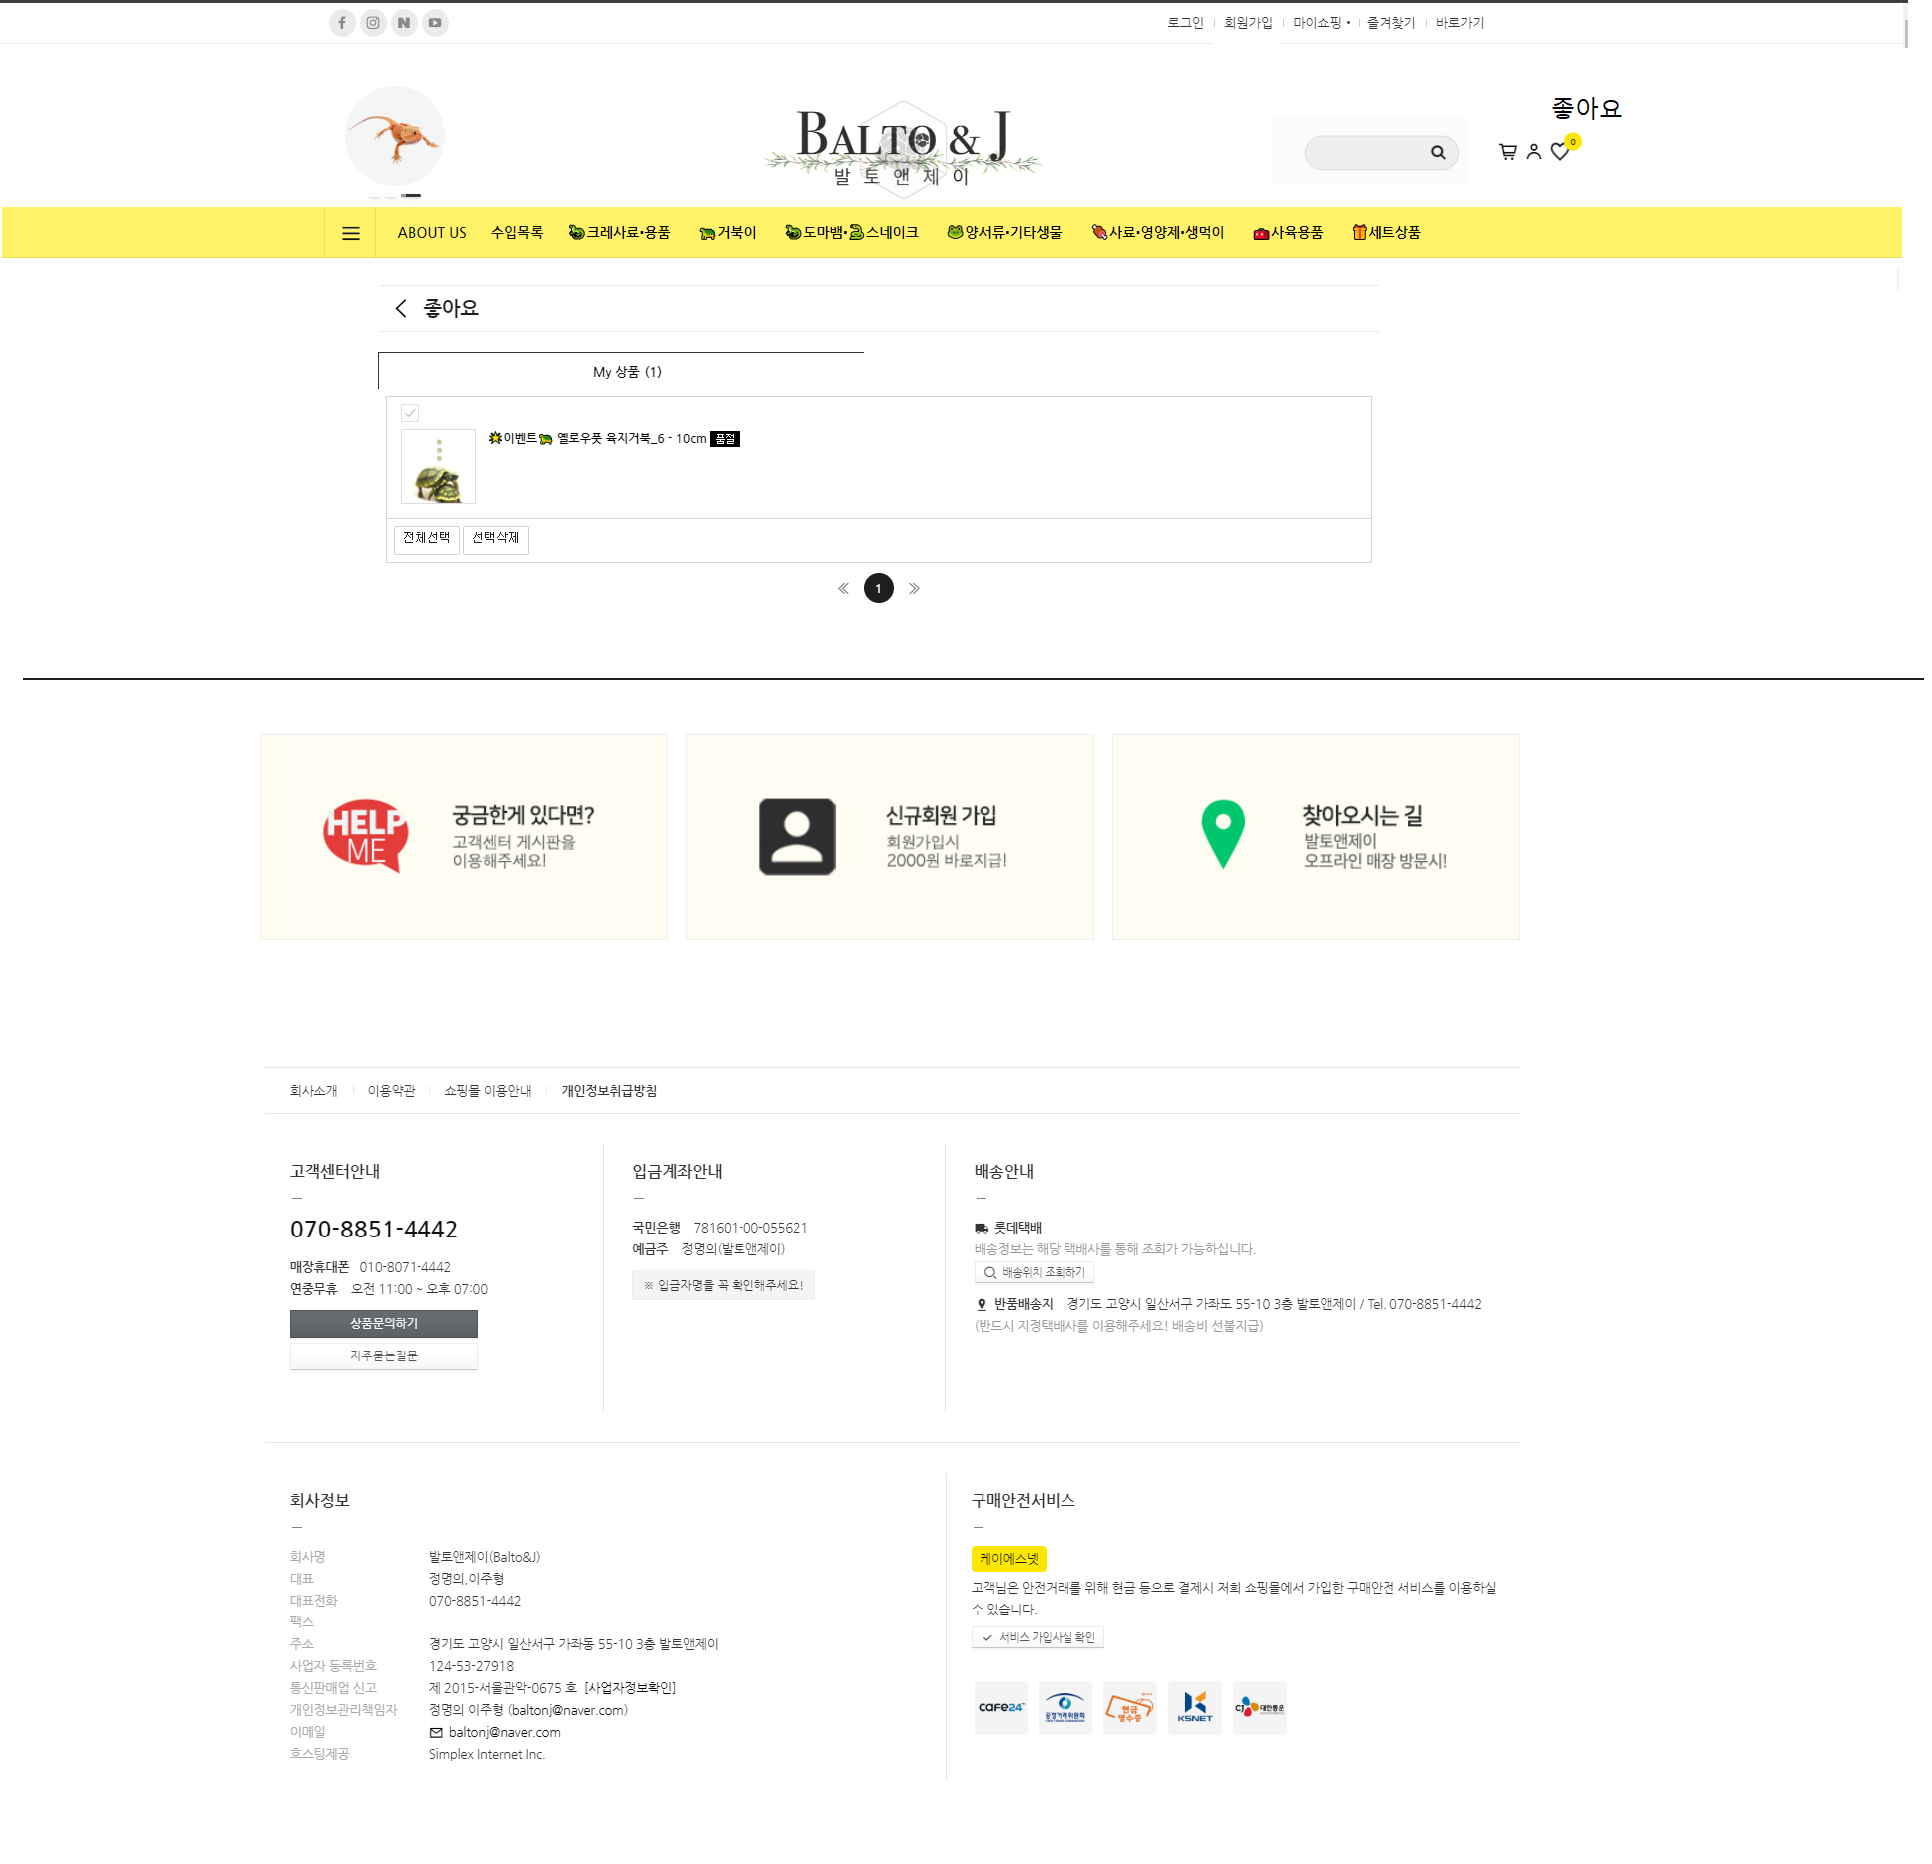 로그인 회원가입 마이쇼핑 • 즐겨찾기 바로가기
좋아요
BALTO & J
발토앤제이
0
ABOUT US 수입목록 크레사료•용품 거북이 도마뱀•스네이크 양서류•기타생물 사료•영양제•생먹이 사육용품 세트상품
좋아요
My 상품 (1)
이벤트 옐로우풋 육지거북_6 - 10cm 품절
전체선택 선택삭제
1
HELP ME
궁금한게 있다면?
고객센터 게시판을
이용해주세요!
신규회원 가입
회원가입시
2000원 바로지급!
찾아오시는 길
발토앤제이
오프라인 매장 방문시!
회사소개 이용약관 쇼핑몰 이용안내 개인정보취급방침
고객센터안내
070-8851-4442
매장휴대폰 010-8071-4442
연중무휴 오전 11:00 ~ 오후 07:00
상품문의하기
자주묻는질문
입금계좌안내
국민은행 781601-00-055621
예금주 정명의(발토앤제이)
※ 입금자명을 꼭 확인해주세요!
배송안내
롯데택배
배송정보는 해당 택배사를 통해 조회가 가능하십니다.
배송위치 조회하기
반품배송지 경기도 고양시 일산서구 가좌도 55-10 3층 발토앤제이 / Tel. 070-8851-4442
(반드시 지정택배사를 이용해주세요! 배송비 선불지급)
회사정보
회사명 발토앤제이(Balto&J)
대표 정명의,이주형
대표전화 070-8851-4442
팩스
주소 경기도 고양시 일산서구 가좌동 55-10 3층 발토앤제이
사업자 등록번호 124-53-27918
통신판매업 신고 제 2015-서울관악-0675 호 [사업자정보확인]
개인정보관리책임자 정명의 이주형 (baltonj@naver.com)
이메일 baltonj@naver.com
호스팅제공 Simplex Internet Inc.
구매안전서비스
케이에스넷
고객님은 안전거래를 위해 현금 등으로 결제시 저희 쇼핑몰에서 가입한 구매안전 서비스를 이용하실
수 있습니다.
서비스 가입사실 확인
cafe24 공정거래위원회 현금영수증 KSNET CJ대한통운